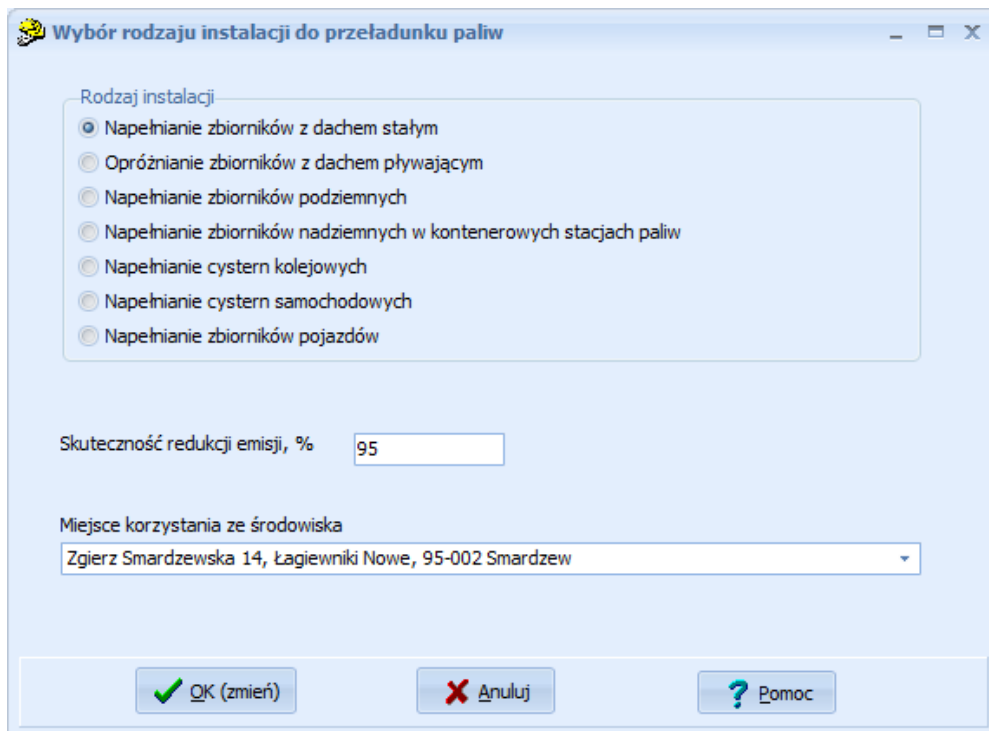 Wybór rodzaju instalacji do przeładunku paliw
Rodzaj instalacji
Napełnianie zbiorników z dachem stałym
Opróżnianie zbiorników z dachem pływającym
Napełnianie zbiorników podziemnych
Napełnianie zbiorników nadziemnych w kontenerowych stacjach paliw
Napełnianie cystern kolejowych
Napełnianie cystern samochodowych
Napełnianie zbiorników pojazdów
Skuteczność redukcji emisji, % 95
Miejsce korzystania ze środowiska
Zgierz Smardzewska 14, Łagiewniki Nowe, 95-002 Smardzew
OK (zmień) Anuluj Pomoc